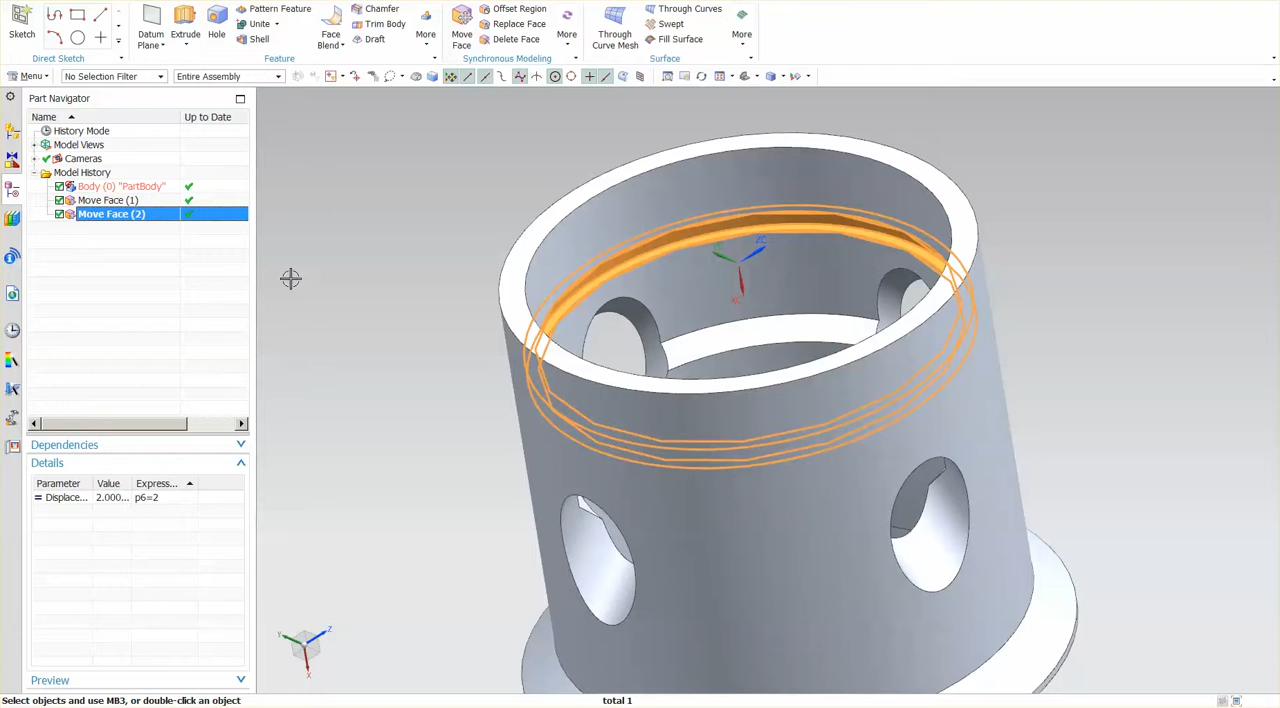 Sketch
Direct Sketch
Datum Plane
Extrude
Hole
Pattern Feature
Unite
Shell
Feature
Face Blend
Chamfer
Trim Body
Draft
More
Move Face
Offset Region
Replace Face
Delete Face
More
Synchronous Modeling
Through Curve Mesh
Through Curves
Swept
Fill Surface
More
Surface
Menu
No Selection Filter
Entire Assembly
Part Navigator
Name Up to Date
History Mode
Model Views
Cameras
Model History
Body (0) "PartBody"
Move Face (1)
Move Face (2)
Dependencies
Details
Parameter Value Express...
Displace... 2.000... p6=2
Preview
ZC
XC
Y Z
X
Select objects and use MB3, or double-click an object total 1